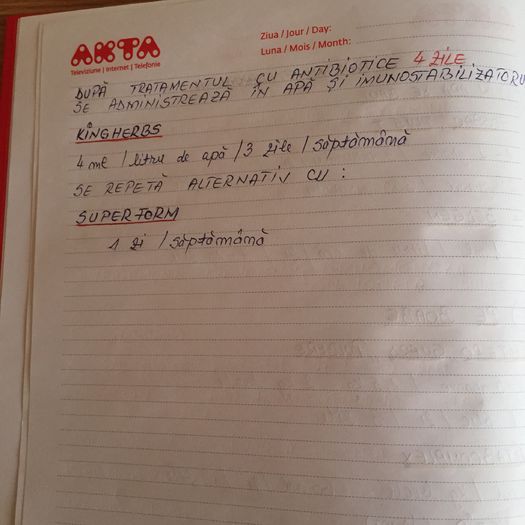 AKTA
Televiziune | Internet | Telefonie
Ziua / Jour / Day:
Luna / Mois / Month:
DUPĂ TRATAMENTUL CU ANTIBIOTICE 4 ZILE
SE ADMINISTREAZĂ ÎN APĂ ȘI IMUNOSTABILIZATORU
KINGHERBS
4 ml / litru de apă / 3 zile / săptămână
SE REPETĂ ALTERNATIV CU :
SUPERFORM
1 zi / săptămână